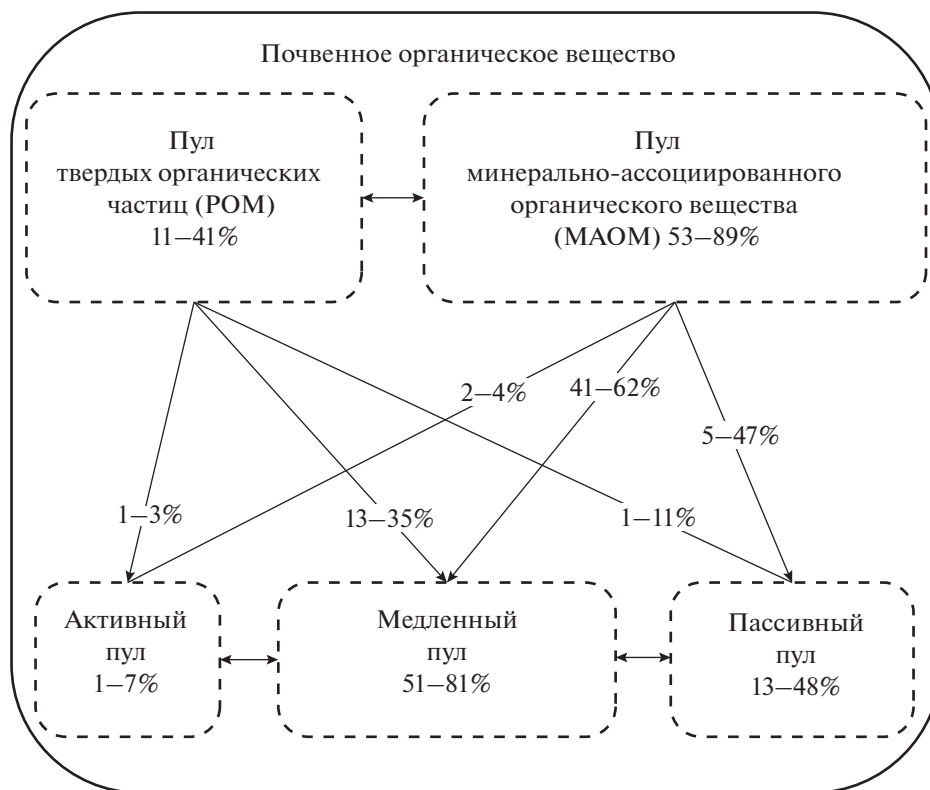 Почвенное органическое вещество
Пул
твердых органических
частиц (POM)
11–41%
Пул
минерально-ассоциированного
органического вещества
(MAOM) 53–89%
2–4%
41–62%
5–47%
1–3%
13–35%
1–11%
Активный
пул
1–7%
Медленный
пул
51–81%
Пассивный
пул
13–48%